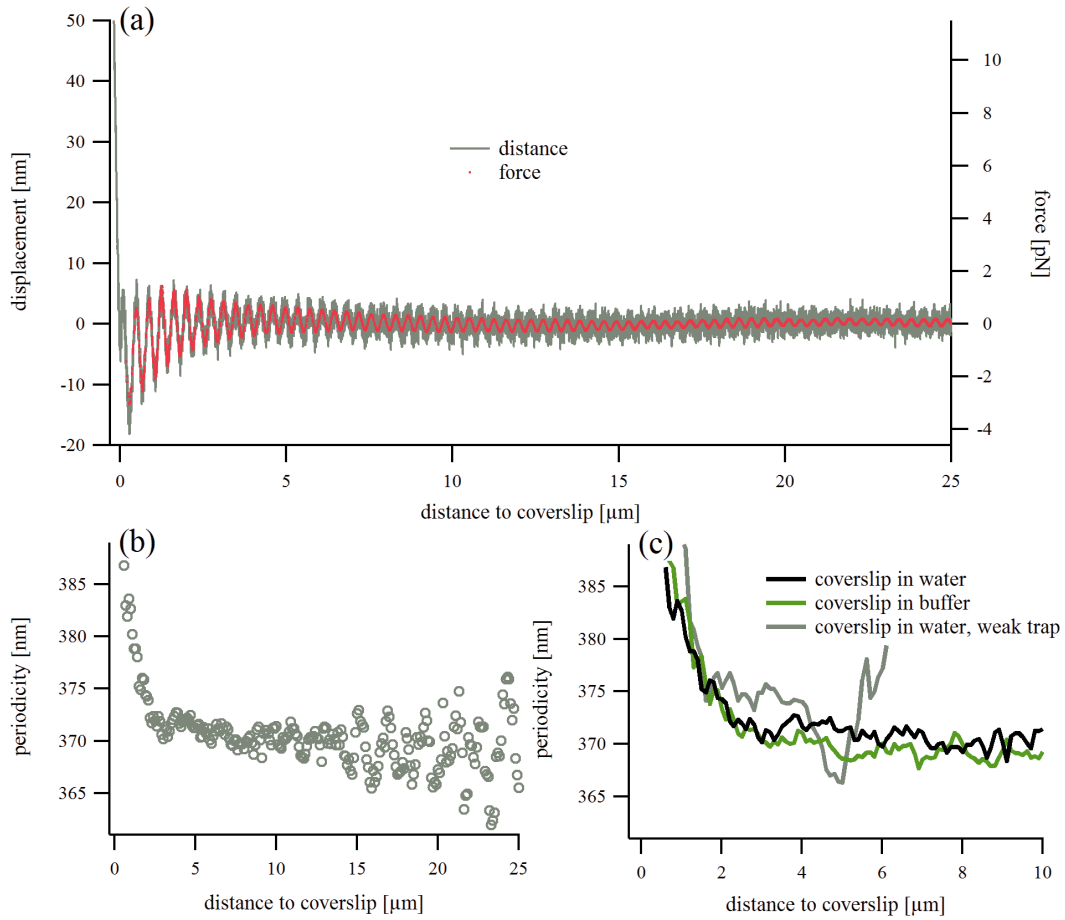 (a)
50
40
30
20
10
0
-10
-20
displacement [nm]
distance
force
10
8
6
4
2
0
-2
-4
force [pN]
0 5 10 15 20 25
distance to coverslip [µm]
(b)
385
380
375
370
365
periodicity [nm]
0 5 10 15 20 25
distance to coverslip [µm]
(c)
coverslip in water
coverslip in buffer
coverslip in water, weak trap
385
380
375
370
365
periodicity [nm]
0 2 4 6 8 10
distance to coverslip [µm]